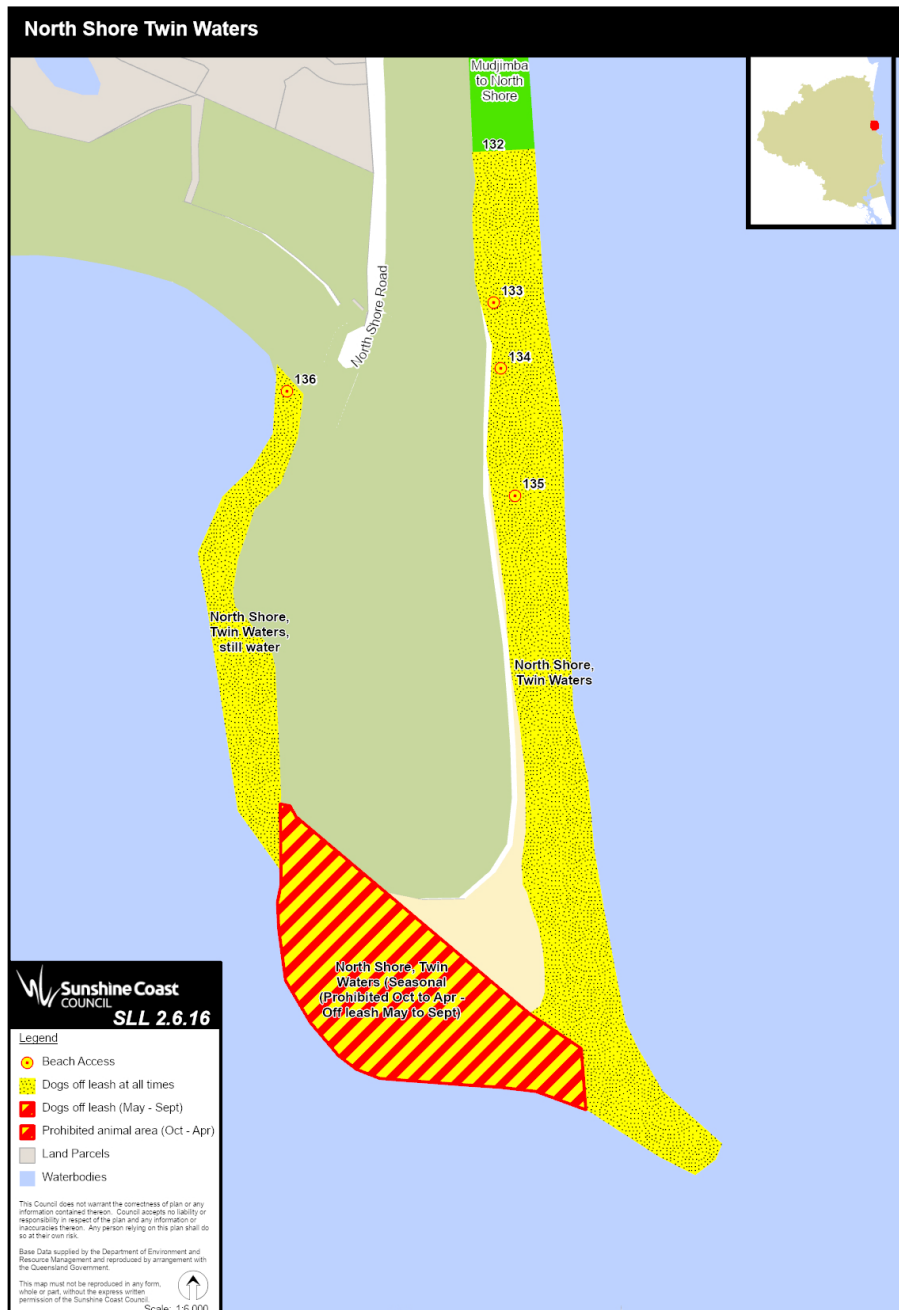 North Shore Twin Waters
Mudjimba
to North
Shore
132
133
134
North Shore Road
136
135
North Shore,
Twin Waters,
still water
North Shore,
Twin Waters
North Shore, Twin
Waters (Seasonal
(Prohibited Oct to Apr -
Off leash May to Sept)
Sunshine Coast
COUNCIL
SLL 2.6.16
Legend
Beach Access
Dogs off leash at all times
Dogs off leash (May - Sept)
Prohibited animal area (Oct - Apr)
Land Parcels
Waterbodies
This Council does not warrant the correctness of plan or any
information contained thereon. Council accepts no liability or
responsibility in respect of the plan and any information or
inaccuracies thereon. Any person relying on this plan shall do
so at their own risk.
Base Data supplied by the Department of Environment and
Resource Management and reproduced by arrangement with
the Queensland Government.
This map must not be reproduced in any form,
whole or part, without the express written
permission of the Sunshine Coast Council.
Scale: 1:6,000